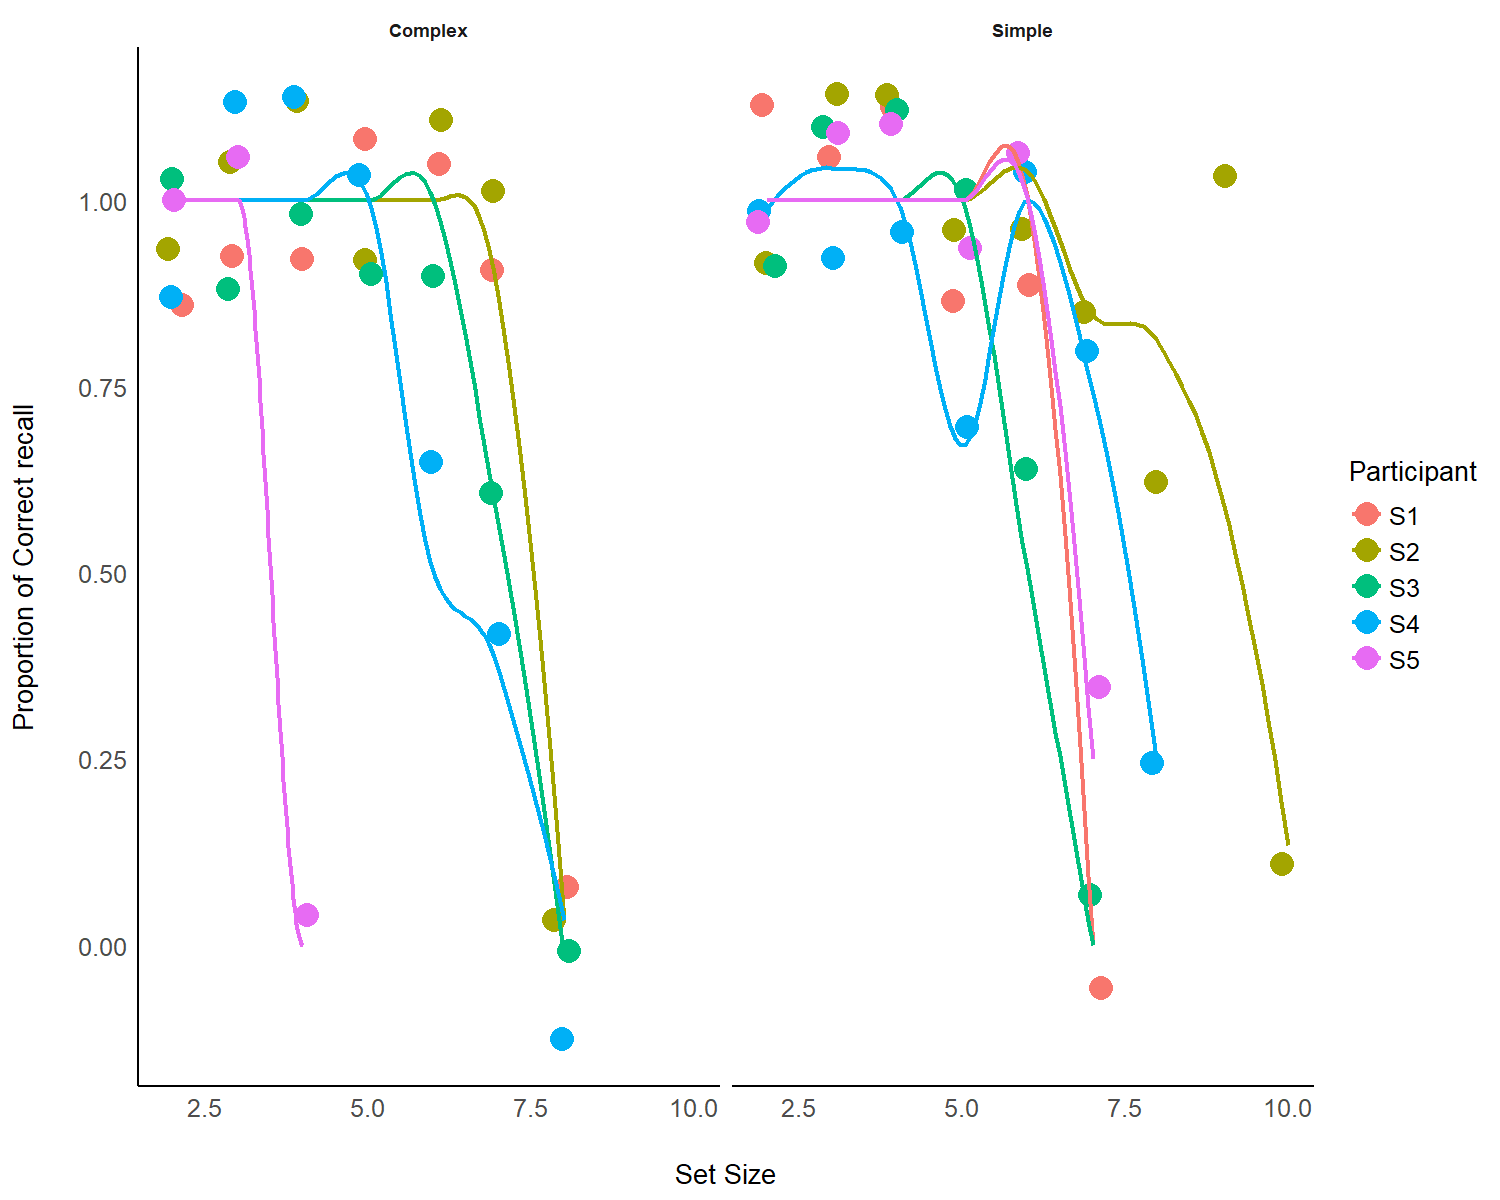 Complex
Simple
Proportion of Correct recall
1.00
0.75
0.50
0.25
0.00
2.5 5.0 7.5 10.0
2.5 5.0 7.5 10.0
Set Size
Participant
S1
S2
S3
S4
S5